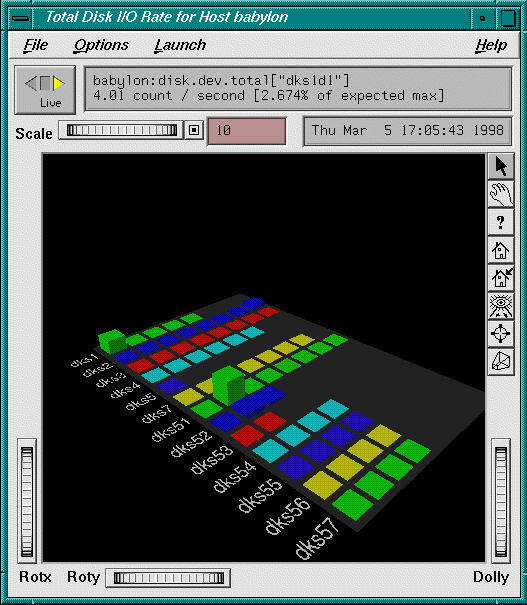 Total Disk I/O Rate for Host babylon
File Options Launch Help
babylon:disk.dev.total["dks1d1"]
4.01 count / second [2.674% of expected max]
Live
Scale 10 Thu Mar 5 17:05:43 1998
?
dks1
dks2
dks3
dks4
dks5
dks7
dks51
dks52
dks53
dks54
dks55
dks56
dks57
Rotx Roty Dolly